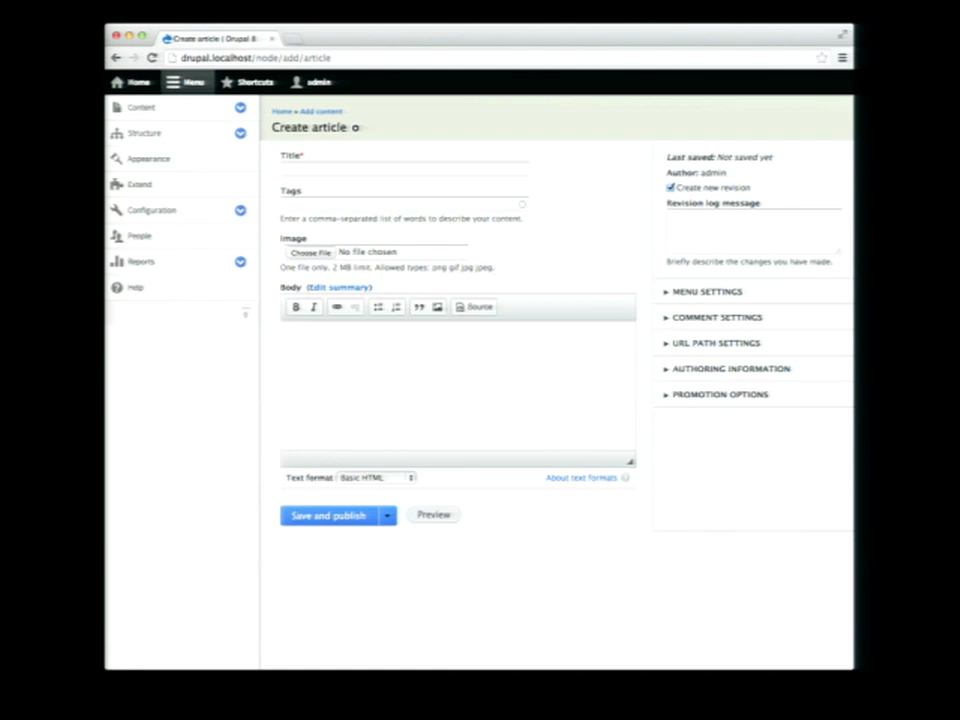 Create article | Drupal 8
drupal.localhost/node/add/article
Home
Menu
Shortcuts
admin
Content
Structure
Appearance
Extend
Configuration
People
Reports
Help
Home » Add content
Create article
Title*
Tags
Enter a comma-separated list of words to describe your content.
Image
Choose File No file chosen
One file only. 2 MB limit. Allowed types: png gif jpg jpeg.
Body (Edit summary)
B I Source
Text format Basic HTML
About text formats
Save and publish
Preview
Last saved: Not saved yet
Author: admin
Create new revision
Revision log message
Briefly describe the changes you have made.
MENU SETTINGS
COMMENT SETTINGS
URL PATH SETTINGS
AUTHORING INFORMATION
PROMOTION OPTIONS